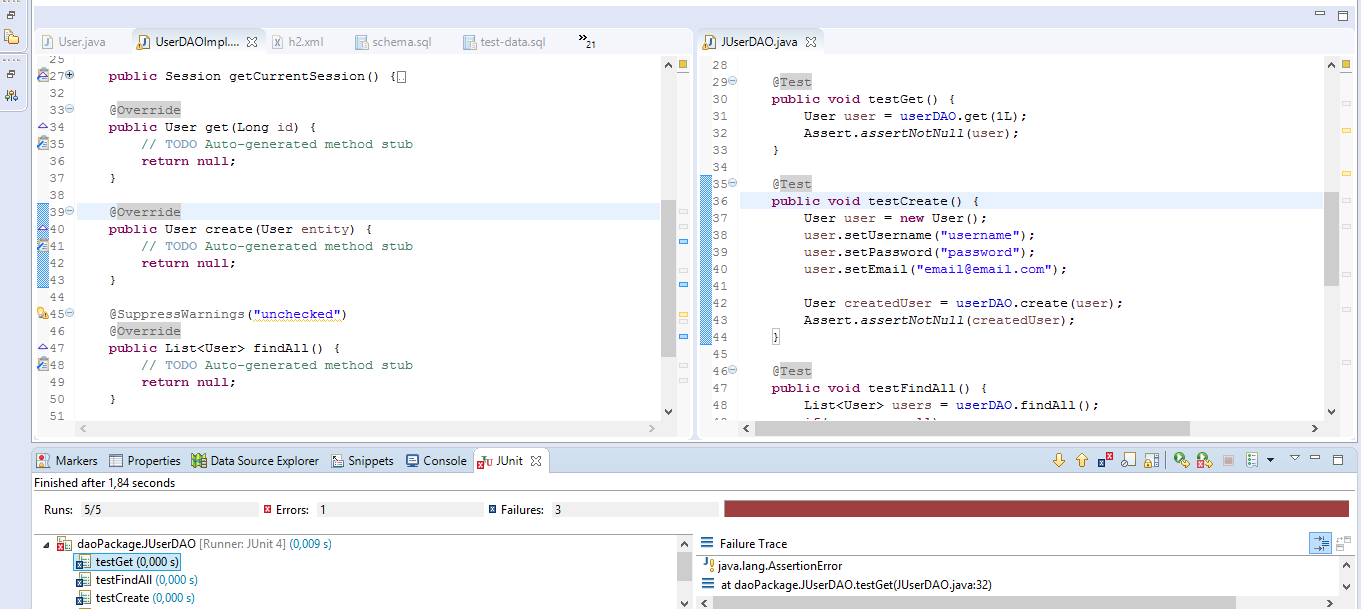 User.java UserDAOImpl.... h2.xml schema.sql test-data.sql »21
25
27 public Session getCurrentSession() {
32
33 @Override
34 public User get(Long id) {
35 // TODO Auto-generated method stub
36 return null;
37 }
38
39 @Override
40 public User create(User entity) {
41 // TODO Auto-generated method stub
42 return null;
43 }
44
45 @SuppressWarnings("unchecked")
46 @Override
47 public List<User> findAll() {
48 // TODO Auto-generated method stub
49 return null;
50 }
51
JUserDAO.java
28
29 @Test
30 public void testGet() {
31 User user = userDAO.get(1L);
32 Assert.assertNotNull(user);
33 }
34
35 @Test
36 public void testCreate() {
37 User user = new User();
38 user.setUsername("username");
39 user.setPassword("password");
40 user.setEmail("email@email.com");
41
42 User createdUser = userDAO.create(user);
43 Assert.assertNotNull(createdUser);
44 }
45
46 @Test
47 public void testFindAll() {
48 List<User> users = userDAO.findAll();
Markers Properties Data Source Explorer Snippets Console JUnit
Finished after 1,84 seconds
Runs: 5/5 Errors: 1 Failures: 3
daoPackage.JUserDAO [Runner: JUnit 4] (0,009 s)
testGet (0,000 s)
testFindAll (0,000 s)
testCreate (0,000 s)
Failure Trace
java.lang.AssertionError
at daoPackage.JUserDAO.testGet(JUserDAO.java:32)